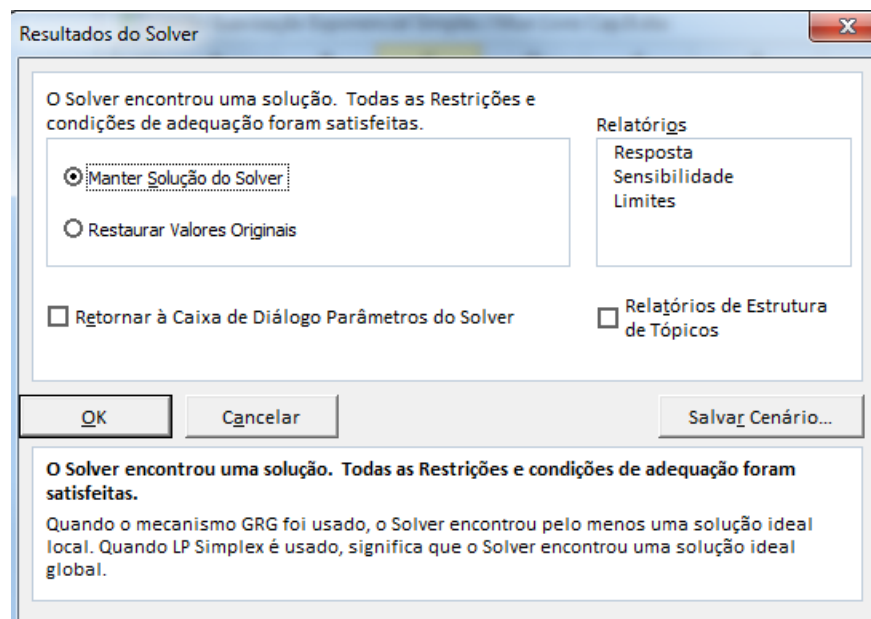 Resultados do Solver
O Solver encontrou uma solução. Todas as Restrições e
condições de adequação foram satisfeitas.
Relatórios
Manter Solução do Solver
Restaurar Valores Originais
Resposta
Sensibilidade
Limites
Retornar à Caixa de Diálogo Parâmetros do Solver
Relatórios de Estrutura
de Tópicos
OK
Cancelar
Salvar Cenário...
O Solver encontrou uma solução. Todas as Restrições e condições de adequação foram
satisfeitas.
Quando o mecanismo GRG foi usado, o Solver encontrou pelo menos uma solução ideal
local. Quando LP Simplex é usado, significa que o Solver encontrou uma solução ideal
global.